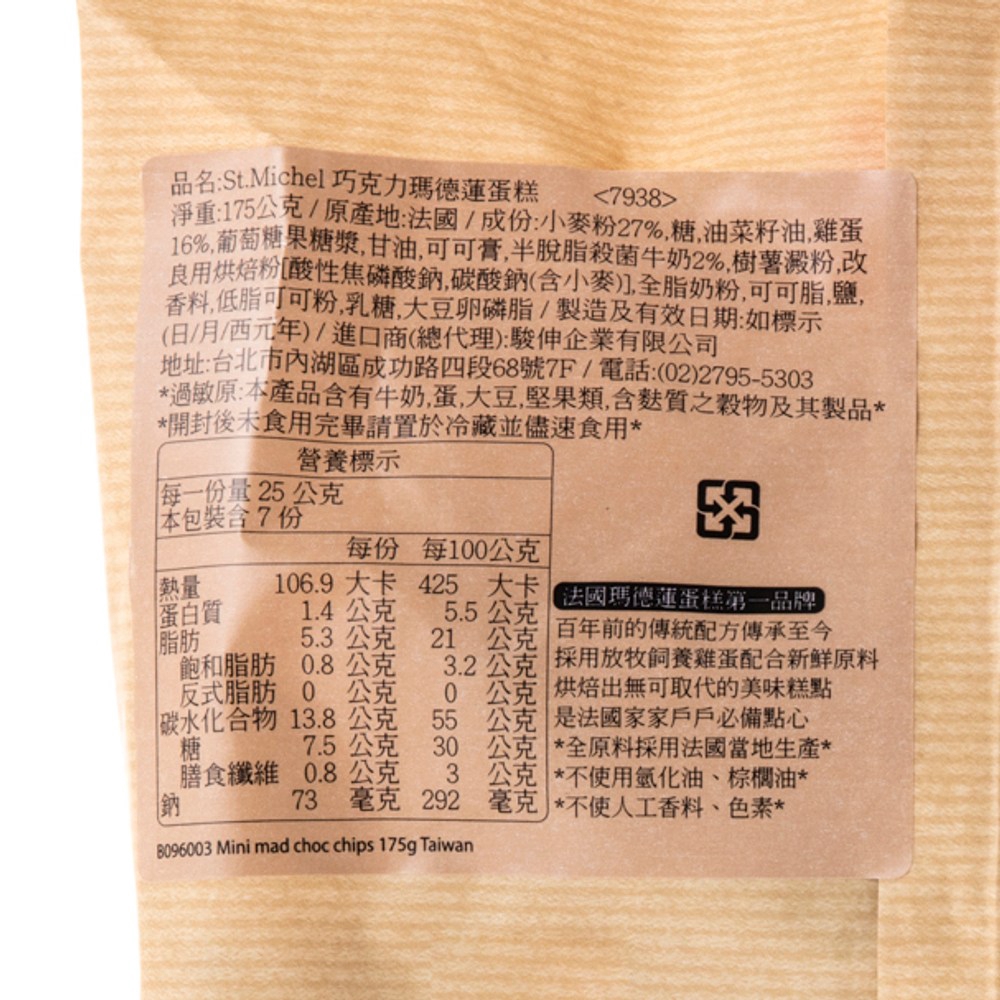 品名:St.Michel 巧克力瑪德蓮蛋糕 <7938>
淨重:175公克 / 原產地:法國 / 成份:小麥粉27%,糖,油菜籽油,雞蛋
16%,葡萄糖果糖漿,甘油,可可膏,半脫脂殺菌牛奶2%,樹薯澱粉,改
良用烘焙粉[酸性焦磷酸鈉,碳酸鈉(含小麥)],全脂奶粉,可可脂,鹽,
香料,低脂可可粉,乳糖,大豆卵磷脂 / 製造及有效日期:如標示
(日/月/西元年) / 進口商(總代理):駿伸企業有限公司
地址:台北市內湖區成功路四段68號7F / 電話:(02)2795-5303
*過敏原:本產品含有牛奶,蛋,大豆,堅果類,含麩質之穀物及其製品*
*開封後未食用完畢請置於冷藏並儘速食用*
營養標示
每一份量 25 公克
本包裝含 7 份
每份 每100公克
熱量 106.9 大卡 425 大卡
蛋白質 1.4 公克 5.5 公克
脂肪 5.3 公克 21 公克
飽和脂肪 0.8 公克 3.2 公克
反式脂肪 0 公克 0 公克
碳水化合物 13.8 公克 55 公克
糖 7.5 公克 30 公克
膳食纖維 0.8 公克 3 公克
鈉 73 毫克 292 毫克
法國瑪德蓮蛋糕第一品牌
百年前的傳統配方傳承至今
採用放牧飼養雞蛋配合新鮮原料
烘焙出無可取代的美味糕點
是法國家家戶戶必備點心
*全原料採用法國當地生產*
*不使用氫化油、棕櫚油*
*不使人工香料、色素*
B096003 Mini mad choc chips 175g Taiwan